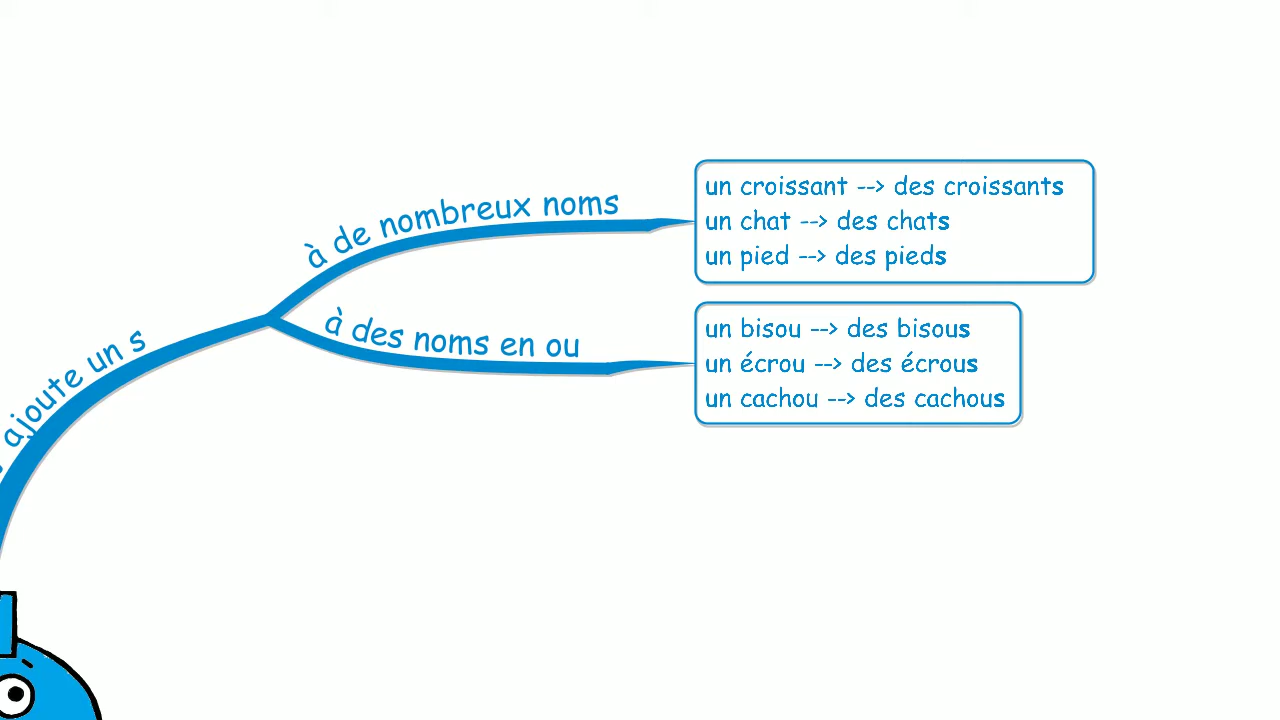 ajoute un s
à de nombreux noms
un croissant --> des croissants
un chat --> des chats
un pied --> des pieds
à des noms en ou
un bisou --> des bisous
un écrou --> des écrous
un cachou --> des cachous